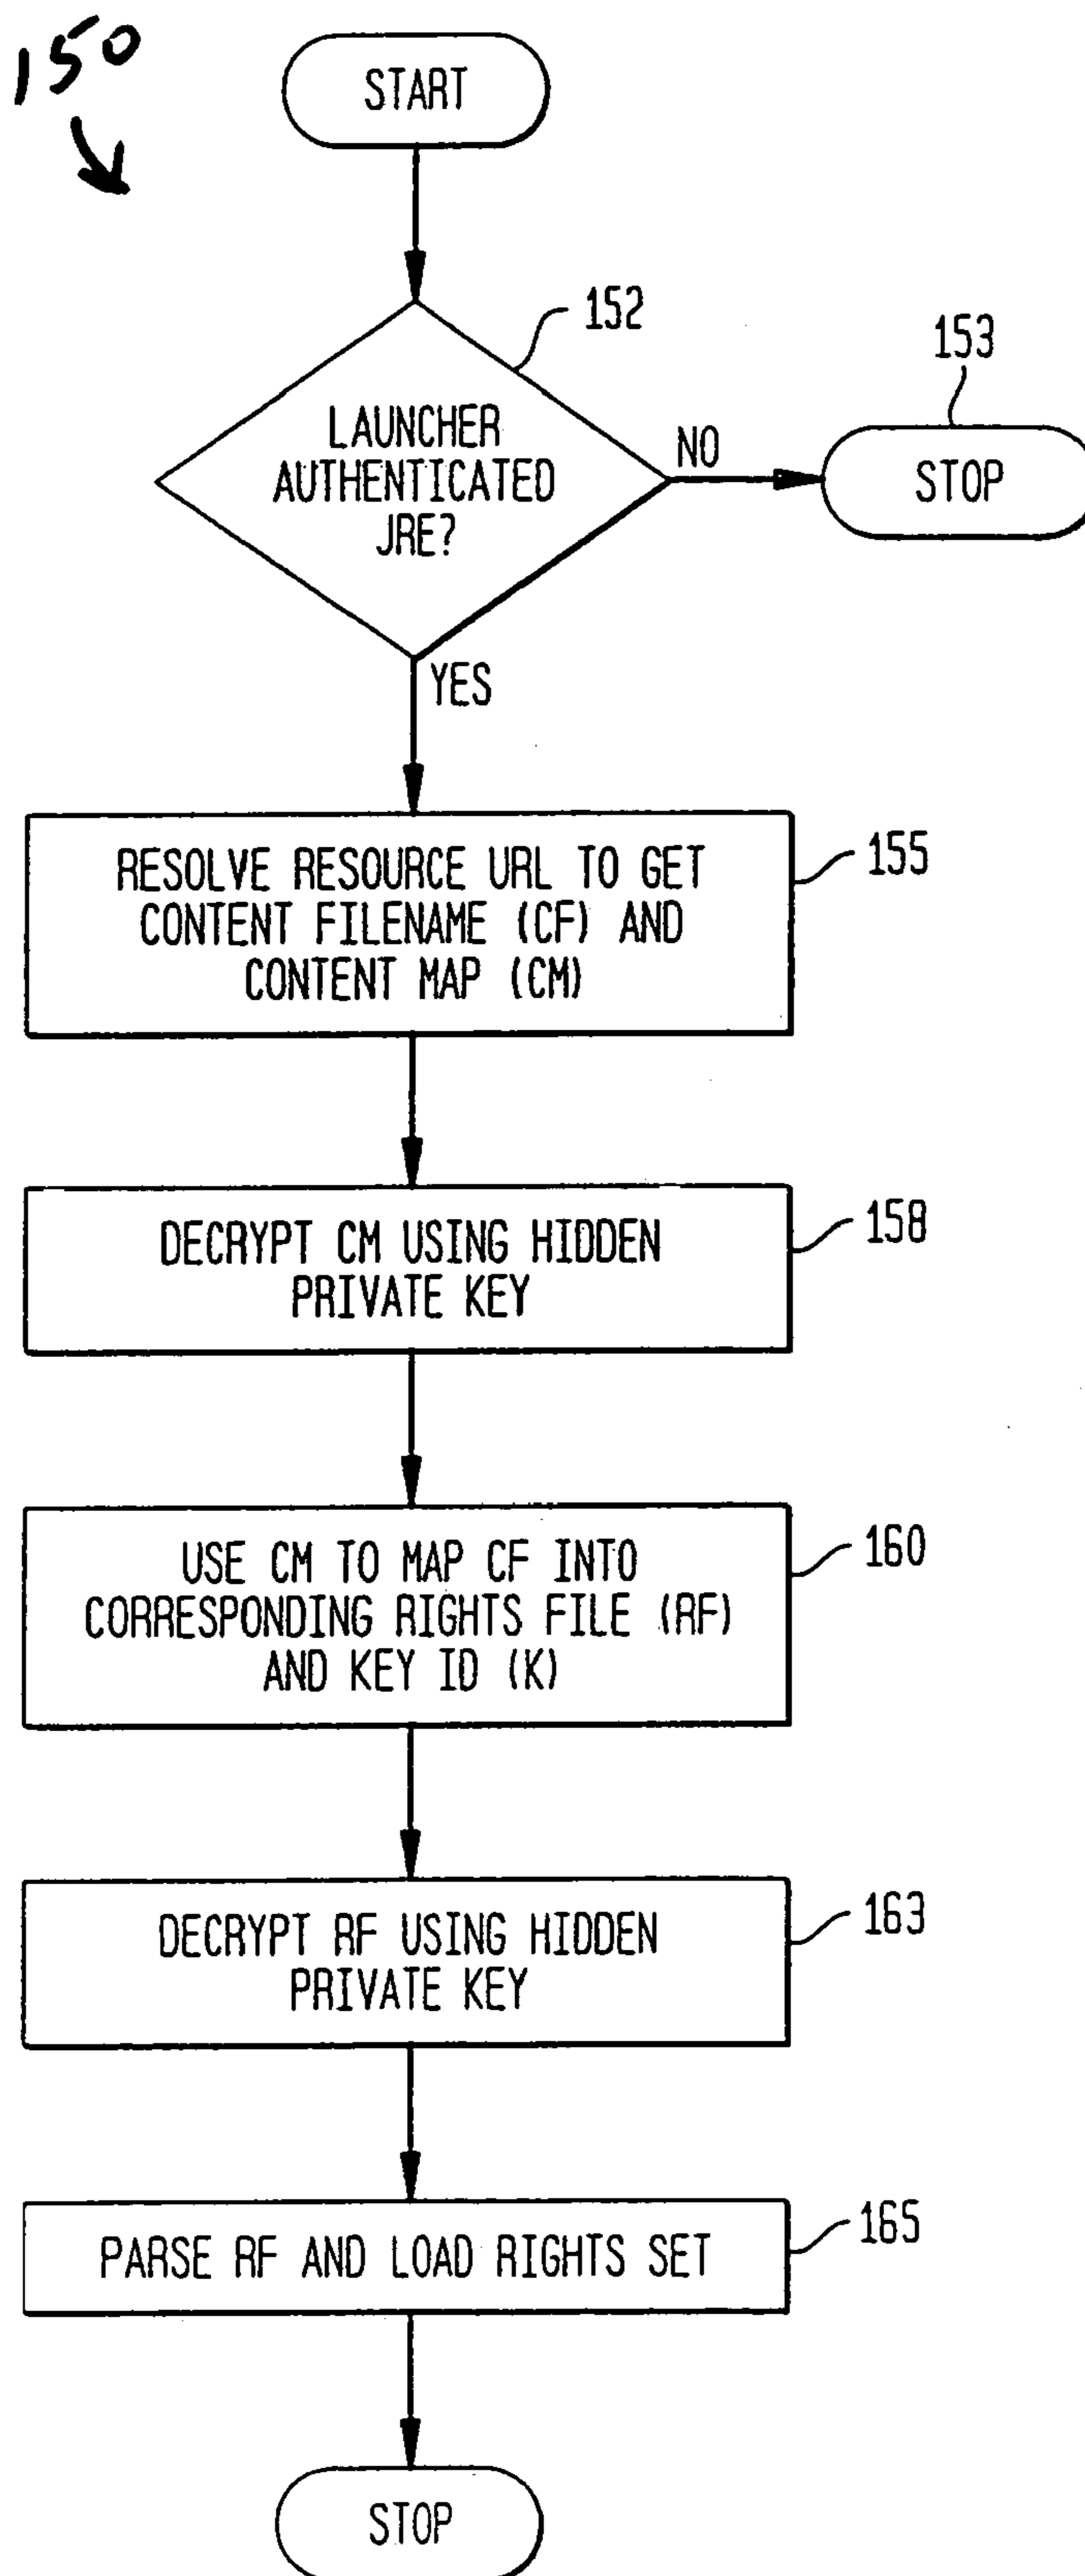 150
START
152
LAUNCHER
AUTHENTICATED
JRE?
NO
153
STOP
YES
RESOLVE RESOURCE URL TO GET
CONTENT FILENAME (CF) AND
CONTENT MAP (CM)
155
DECRYPT CM USING HIDDEN
PRIVATE KEY
158
USE CM TO MAP CF INTO
CORRESPONDING RIGHTS FILE (RF)
AND KEY ID (K)
160
DECRYPT RF USING HIDDEN
PRIVATE KEY
163
PARSE RF AND LOAD RIGHTS SET
165
STOP